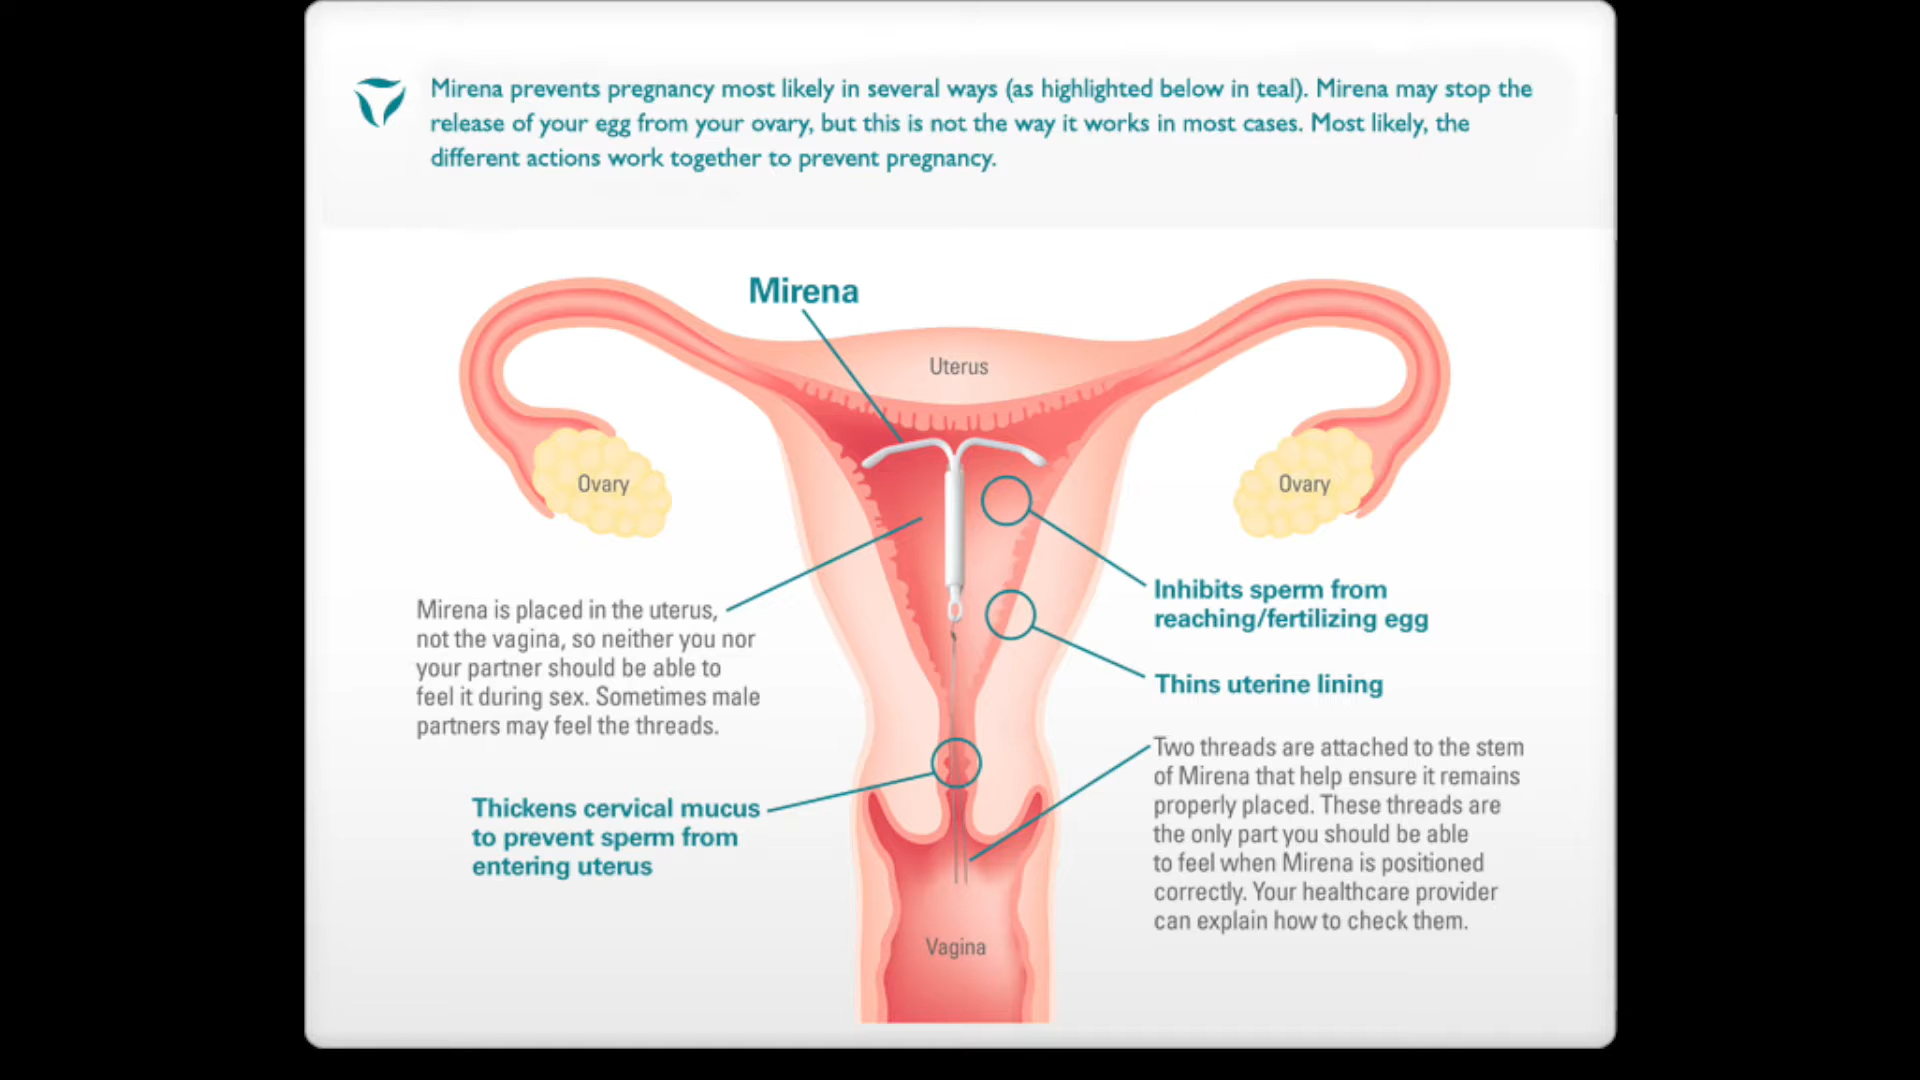 Mirena prevents pregnancy most likely in several ways (as highlighted below in teal). Mirena may stop the
release of your egg from your ovary, but this is not the way it works in most cases. Most likely, the
different actions work together to prevent pregnancy.
Mirena
Uterus
Ovary
Ovary
Mirena is placed in the uterus,
not the vagina, so neither you nor
your partner should be able to
feel it during sex. Sometimes male
partners may feel the threads.
Inhibits sperm from
reaching/fertilizing egg
Thins uterine lining
Thickens cervical mucus
to prevent sperm from
entering uterus
Two threads are attached to the stem
of Mirena that help ensure it remains
properly placed. These threads are
the only part you should be able
to feel when Mirena is positioned
correctly. Your healthcare provider
can explain how to check them.
Vagina